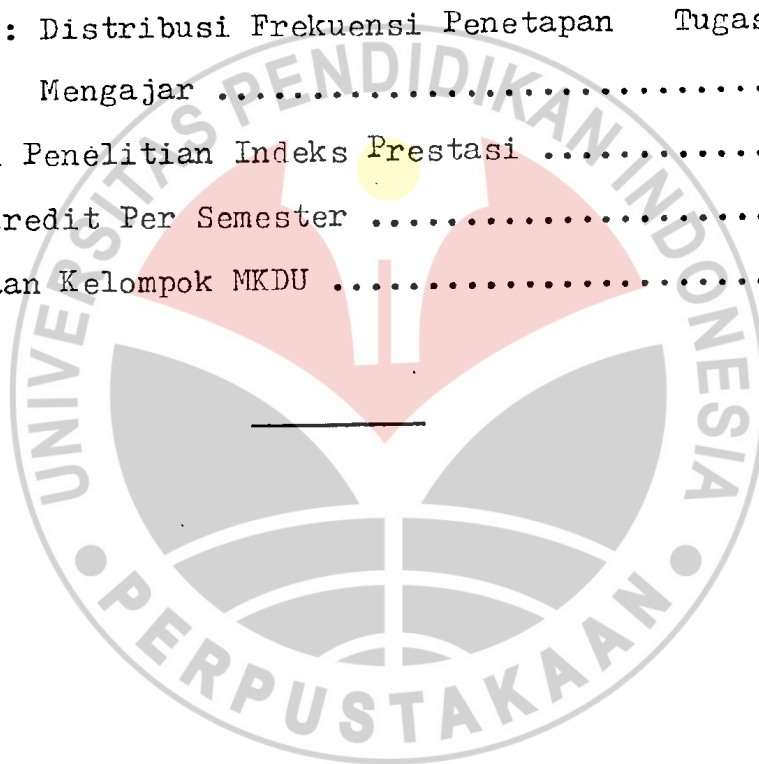 : Distribusi Frekuensi Penetapan Tugas
Mengajar ..............................
Penelitian Indeks Prestasi ............
redit Per Semester .....................
an Kelompok MKDU .......................
UNIVERSITAS PENDIDIKAN INDONESIA
PERPUSTAKAAN